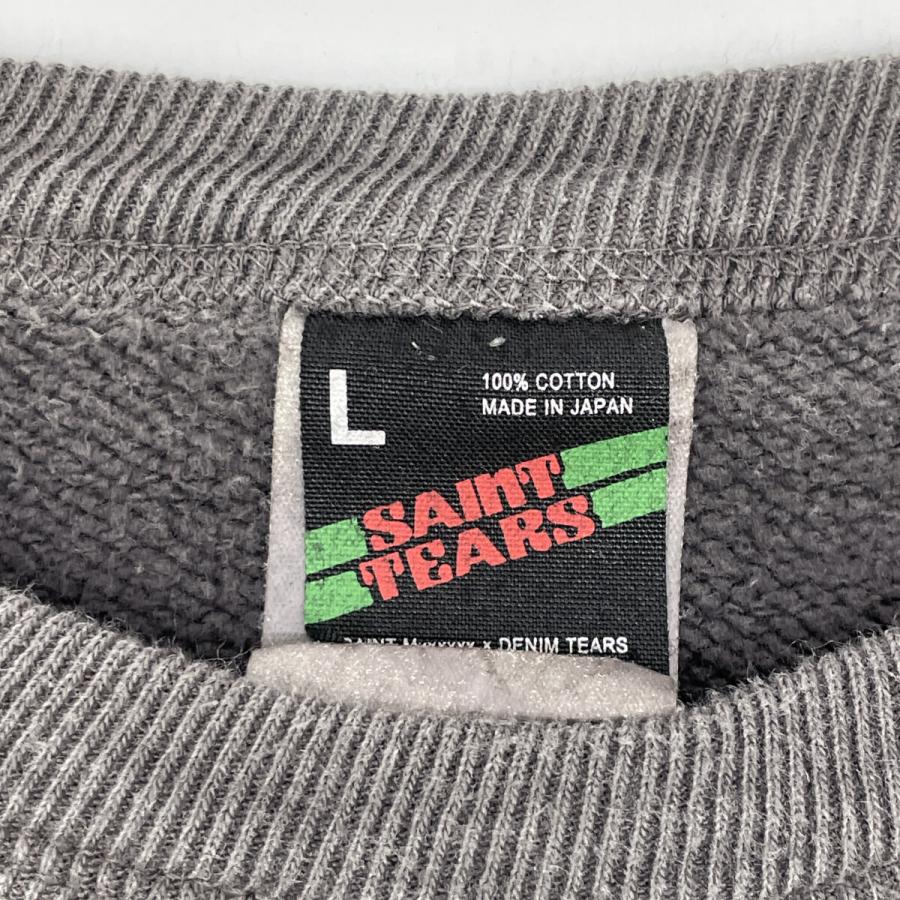 L
100% COTTON
MADE IN JAPAN
SAINT
TEARS
SAINT Mxxxxxx x DENIM TEARS